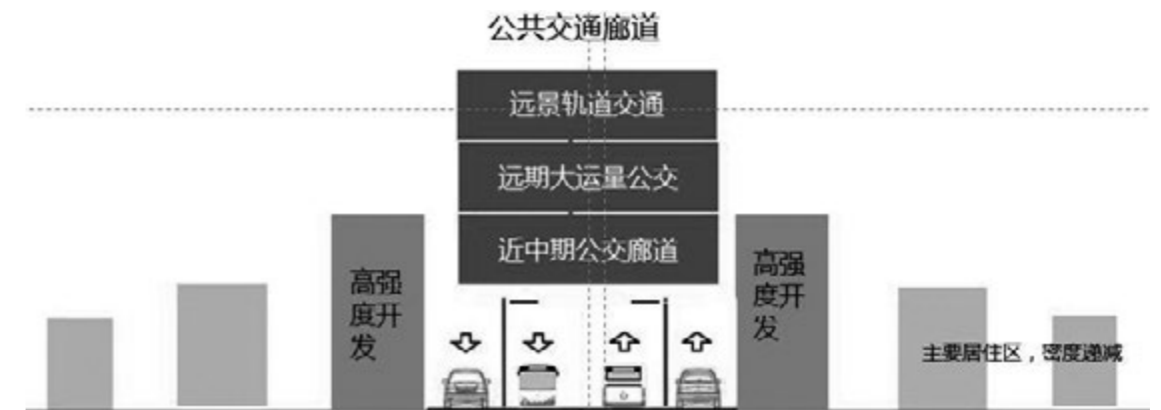 公共交通廊道
远景轨道交通
远期大运量公交
近中期公交廊道
高强
度开
发
高强
度开
发
主要居住区，密度递减